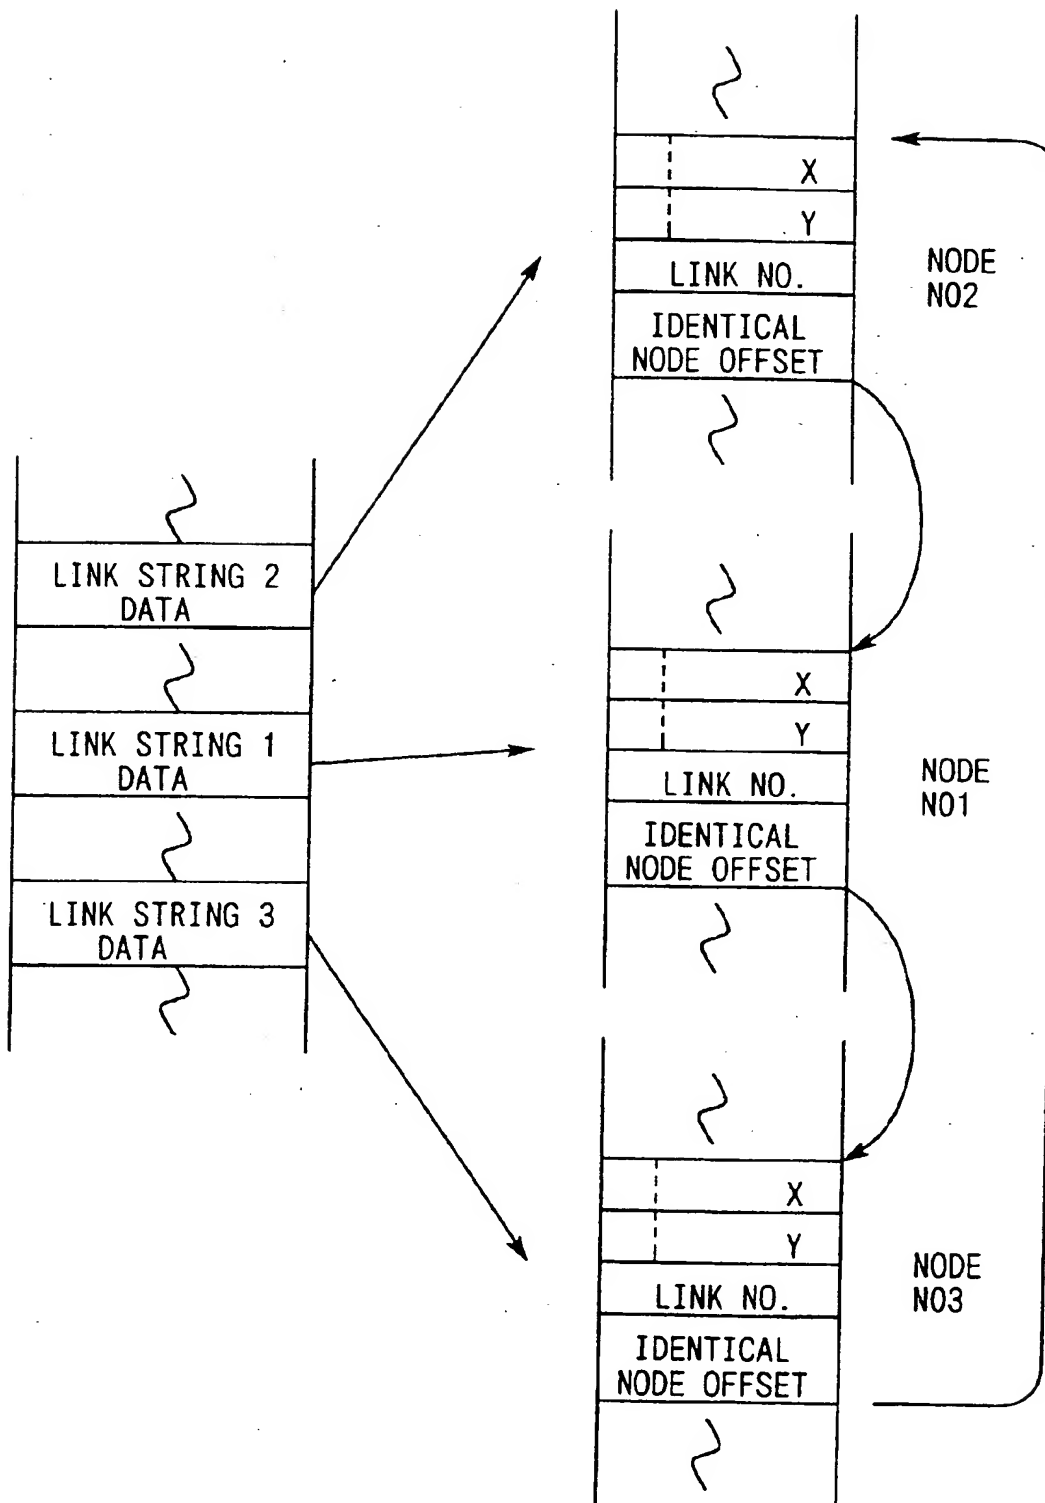 LINK STRING 2
DATA
LINK STRING 1
DATA
LINK STRING 3
DATA
X
Y
LINK NO.
IDENTICAL
NODE OFFSET
NODE
N02
X
Y
LINK NO.
IDENTICAL
NODE OFFSET
NODE
N01
X
Y
LINK NO.
IDENTICAL
NODE OFFSET
NODE
N03